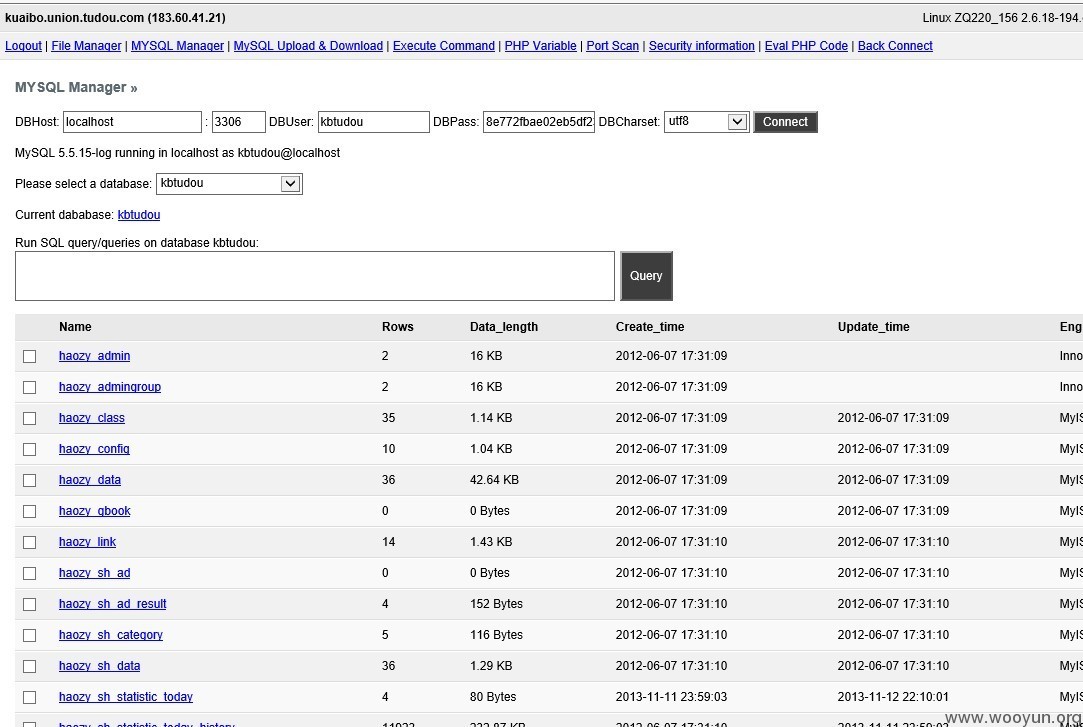 kuaibo.union.tudou.com (183.60.41.21) Linux ZQ220_156 2.6.18-194.
Logout | File Manager | MYSQL Manager | MySQL Upload & Download | Execute Command | PHP Variable | Port Scan | Security information | Eval PHP Code | Back Connect
MYSQL Manager »
DBHost: localhost : 3306 DBUser: kbtudou DBPass: 8e772fbae02eb5df2 DBCharset: utf8 Connect
MySQL 5.5.15-log running in localhost as kbtudou@localhost
Please select a database: kbtudou
Current dababase: kbtudou
Run SQL query/queries on database kbtudou:
Query
Name Rows Data_length Create_time Update_time Eng
haozy_admin 2 16 KB 2012-06-07 17:31:09 Inno
haozy_admingroup 2 16 KB 2012-06-07 17:31:09 Inno
haozy_class 35 1.14 KB 2012-06-07 17:31:09 2012-06-07 17:31:09 MyIS
haozy_config 10 1.04 KB 2012-06-07 17:31:09 2012-06-07 17:31:09 MyIS
haozy_data 36 42.64 KB 2012-06-07 17:31:09 2012-06-07 17:31:09 MyIS
haozy_gbook 0 0 Bytes 2012-06-07 17:31:09 2012-06-07 17:31:09 MyIS
haozy_link 14 1.43 KB 2012-06-07 17:31:10 2012-06-07 17:31:10 MyIS
haozy_sh_ad 0 0 Bytes 2012-06-07 17:31:10 2012-06-07 17:31:10 MyIS
haozy_sh_ad_result 4 152 Bytes 2012-06-07 17:31:10 2012-06-07 17:31:10 MyIS
haozy_sh_category 5 116 Bytes 2012-06-07 17:31:10 2012-06-07 17:31:10 MyIS
haozy_sh_data 36 1.29 KB 2012-06-07 17:31:10 2012-06-07 17:31:10 MyIS
haozy_sh_statistic_today 4 80 Bytes 2013-11-11 23:59:03 2013-11-12 22:10:01 MyIS
haozy_sh_statistic_today_history 2012-06-07 17:31:10
www.wooyun.org